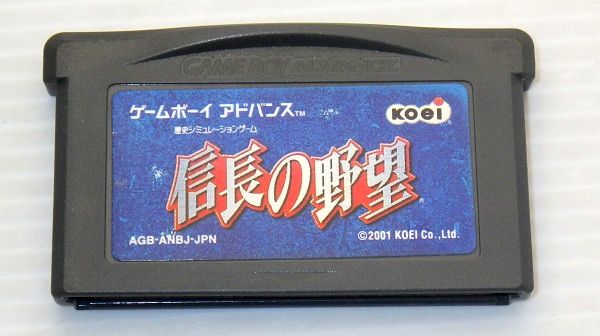 GAME BOY ADVANCE
ゲームボーイ アドバンス™
KOEI
歴史シミュレーションゲーム
信長の野望®
AGB-ANBJ-JPN
©2001 KOEI Co.,Ltd.